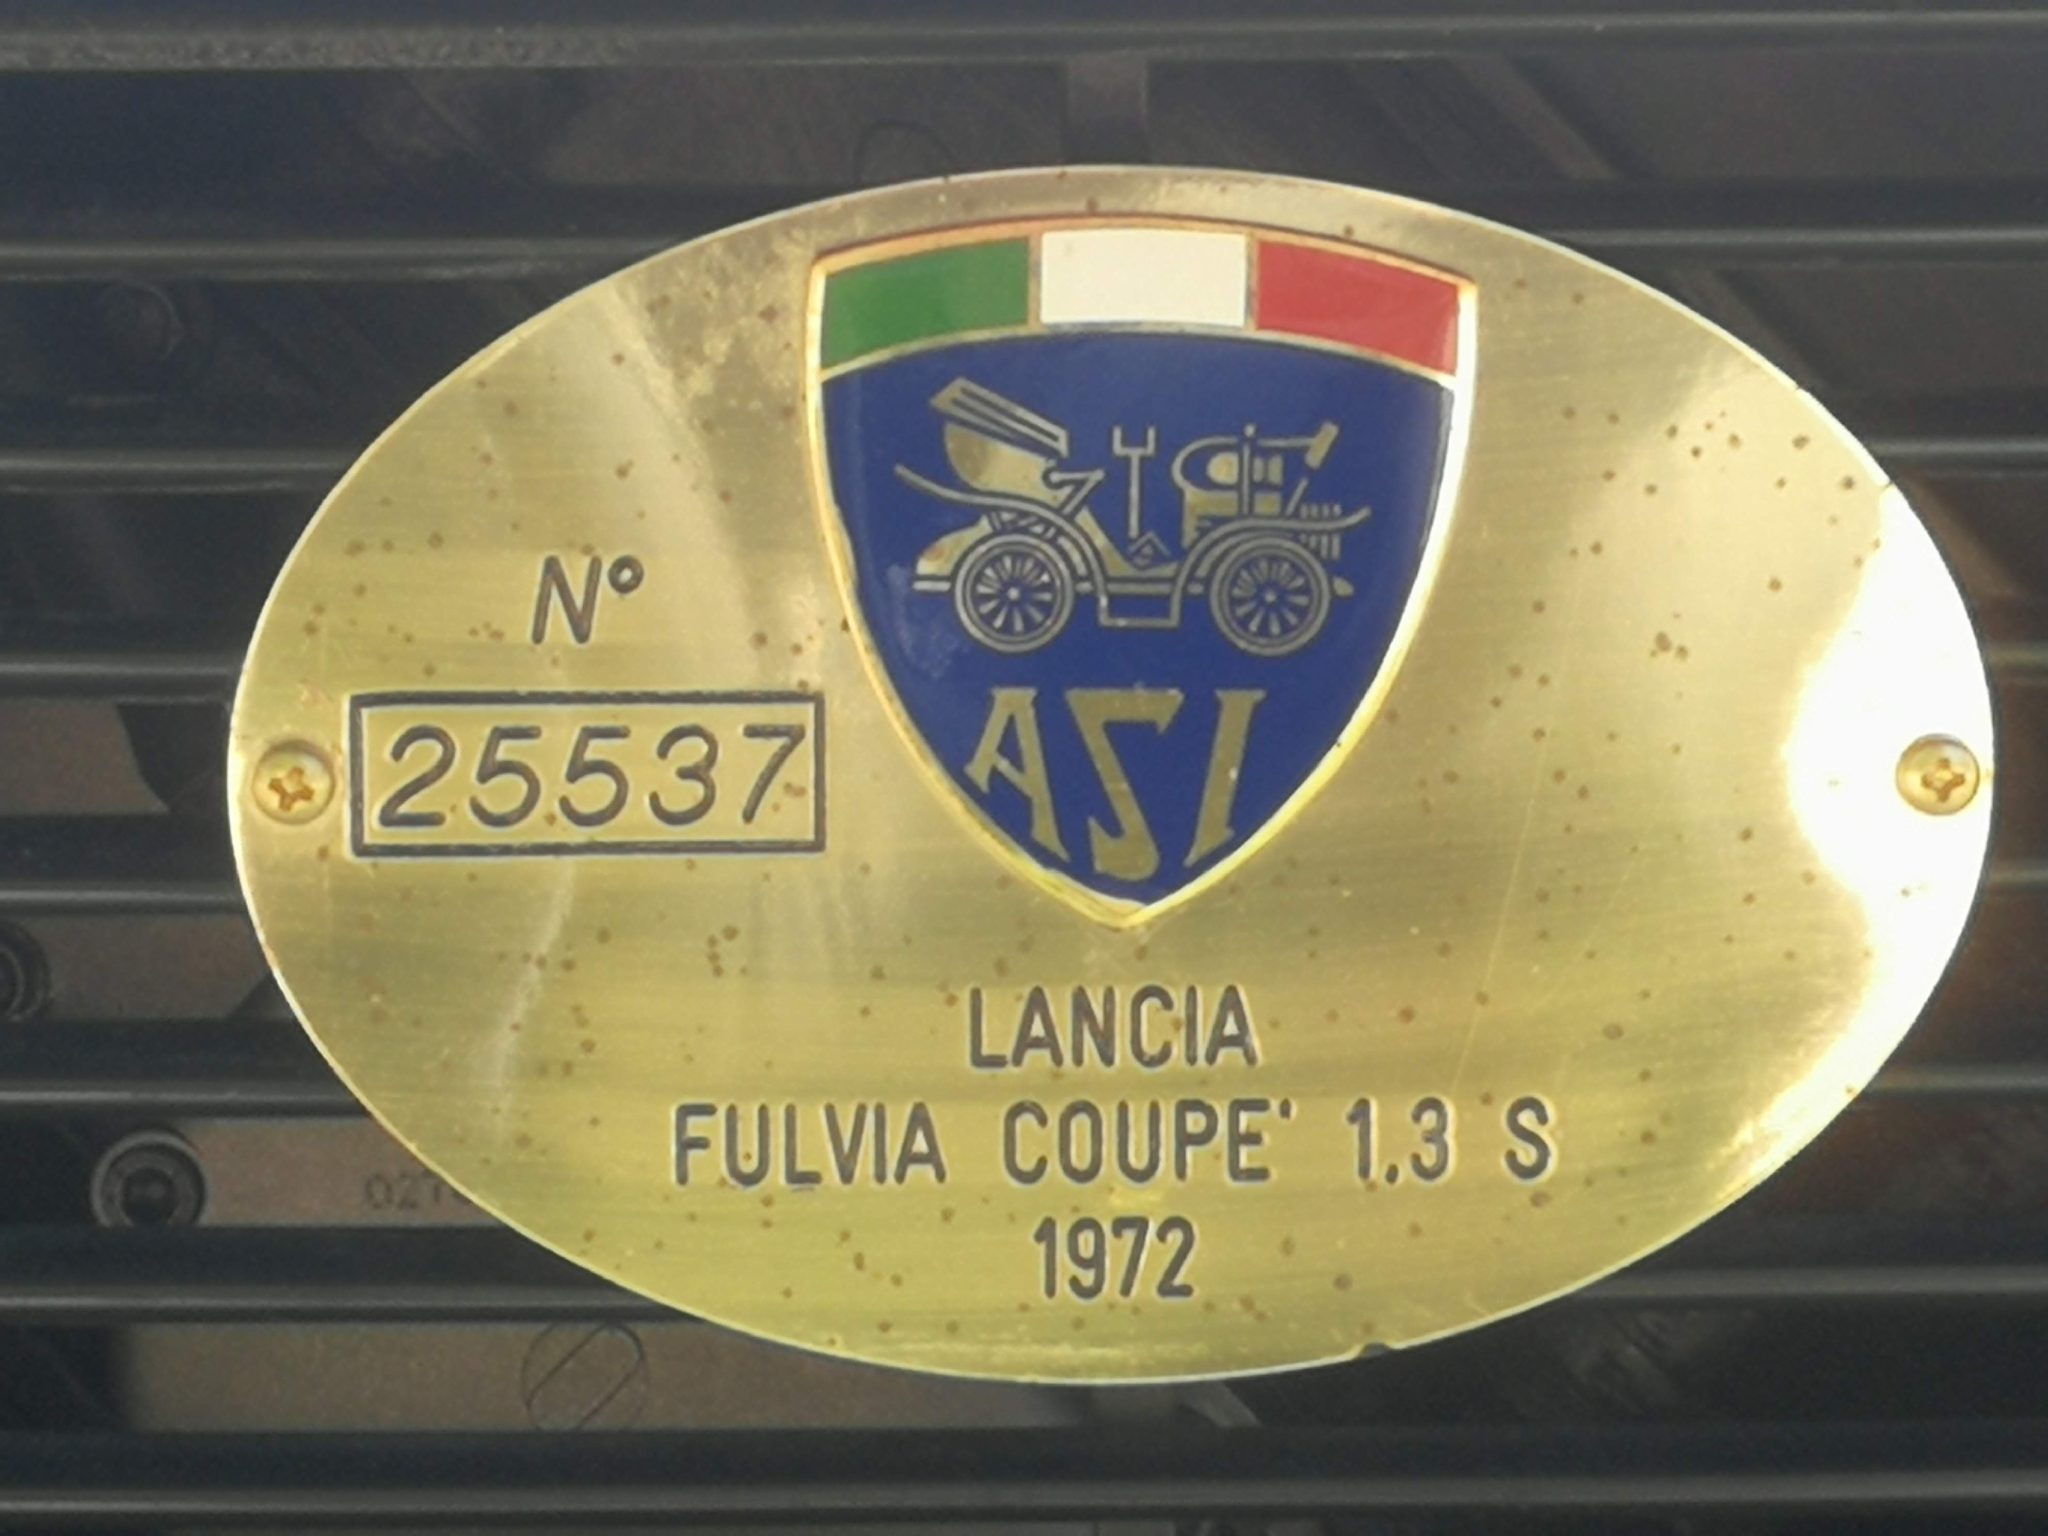 N°
25537
ASI
LANCIA
FULVIA COUPE' 1.3 S
1972